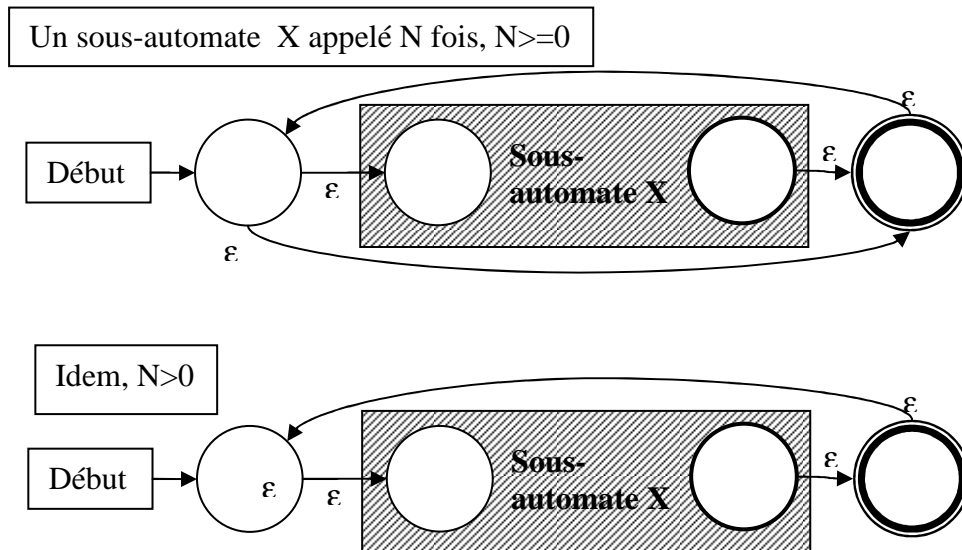 Un sous-automate X appelé N fois, N>=0
ε
Début
ε
Sous-
automate X
ε
ε
Idem, N>0
ε
Début
ε
ε
Sous-
automate X
ε